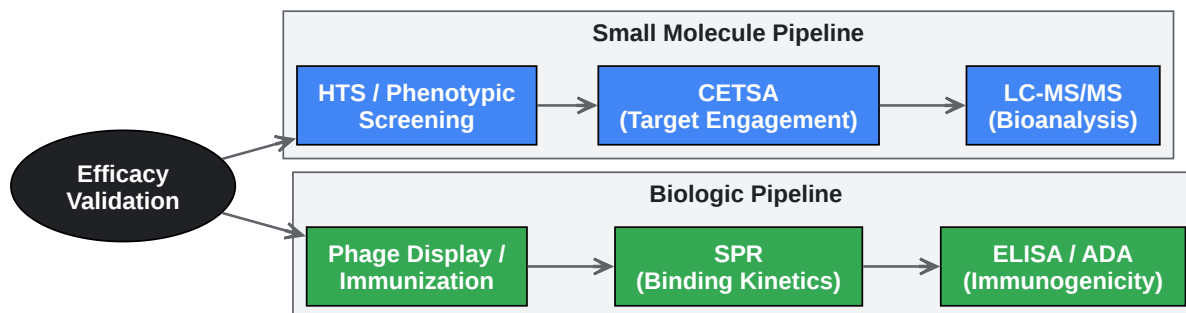 Small Molecule Pipeline
HTS / Phenotypic
Screening
CETSA
(Target Engagement)
LC-MS/MS
(Bioanalysis)
Efficacy
Validation
Biologic Pipeline
Phage Display /
Immunization
SPR
(Binding Kinetics)
ELISA / ADA
(Immunogenicity)